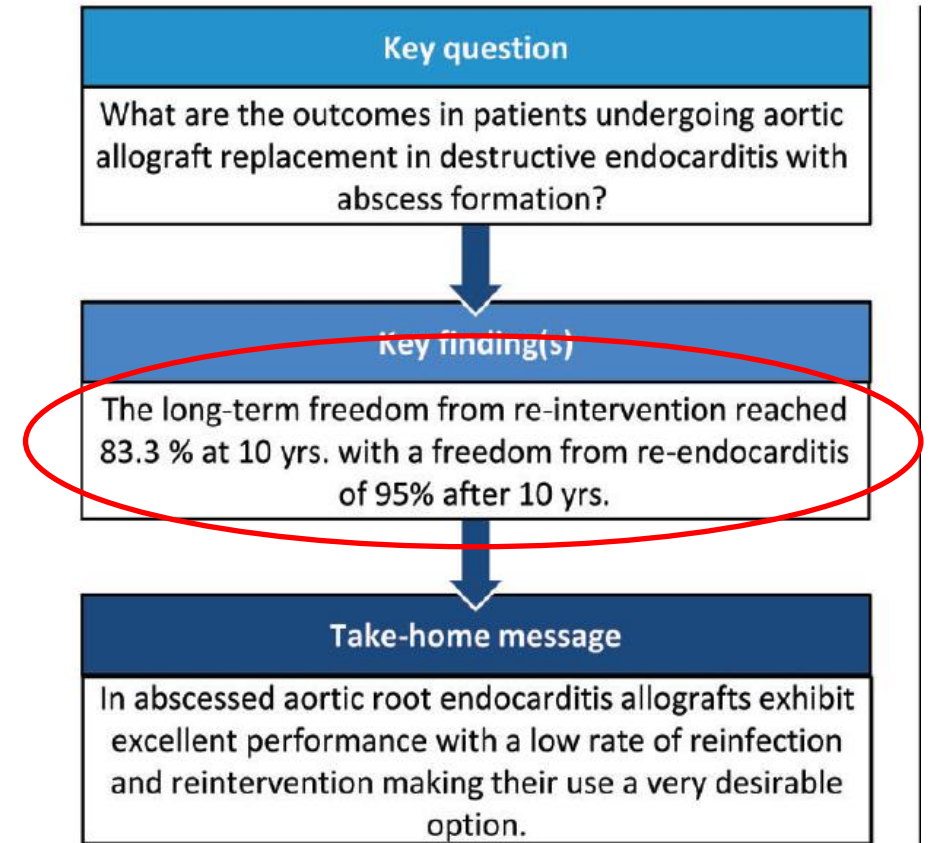 Key question
What are the outcomes in patients undergoing aortic
allograft replacement in destructive endocarditis with
abscess formation?
Key finding(s)
The long-term freedom from re-intervention reached
83.3 % at 10 yrs. with a freedom from re-endocarditis
of 95% after 10 yrs.
Take-home message
In abscessed aortic root endocarditis allografts exhibit
excellent performance with a low rate of reinfection
and reintervention making their use a very desirable
option.